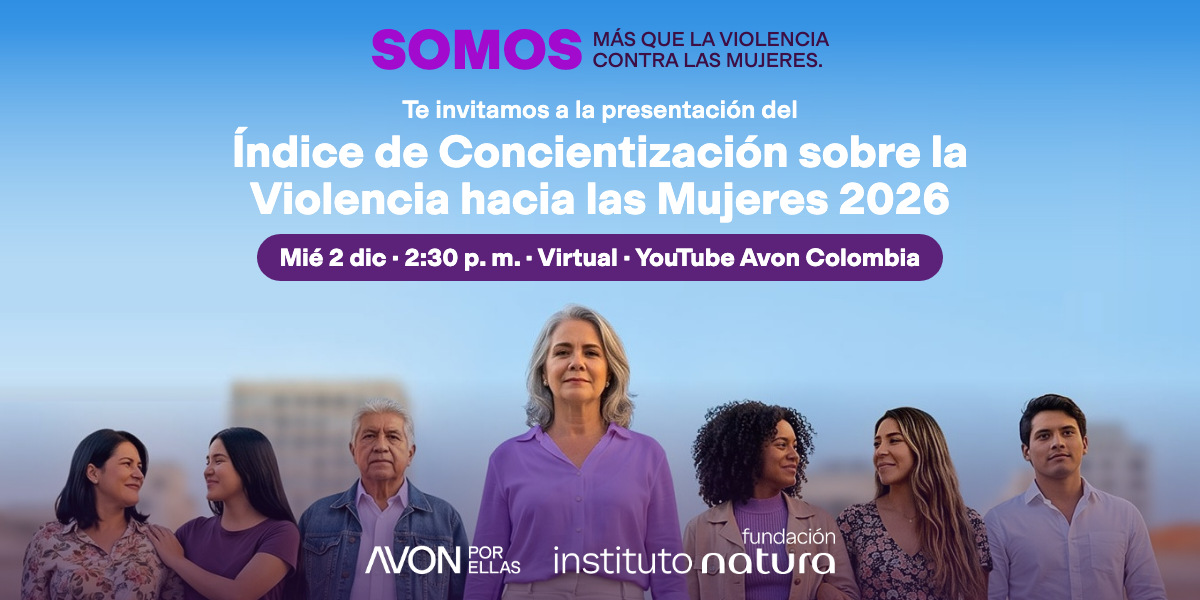 SOMOS MÁS QUE LA VIOLENCIA
CONTRA LAS MUJERES.
Te invitamos a la presentación del
Índice de Concientización sobre la
Violencia hacia las Mujeres 2026
Mié 2 dic · 2:30 p. m. · Virtual · YouTube Avon Colombia
AVON POR
ELLAS
fundación
instituto natura